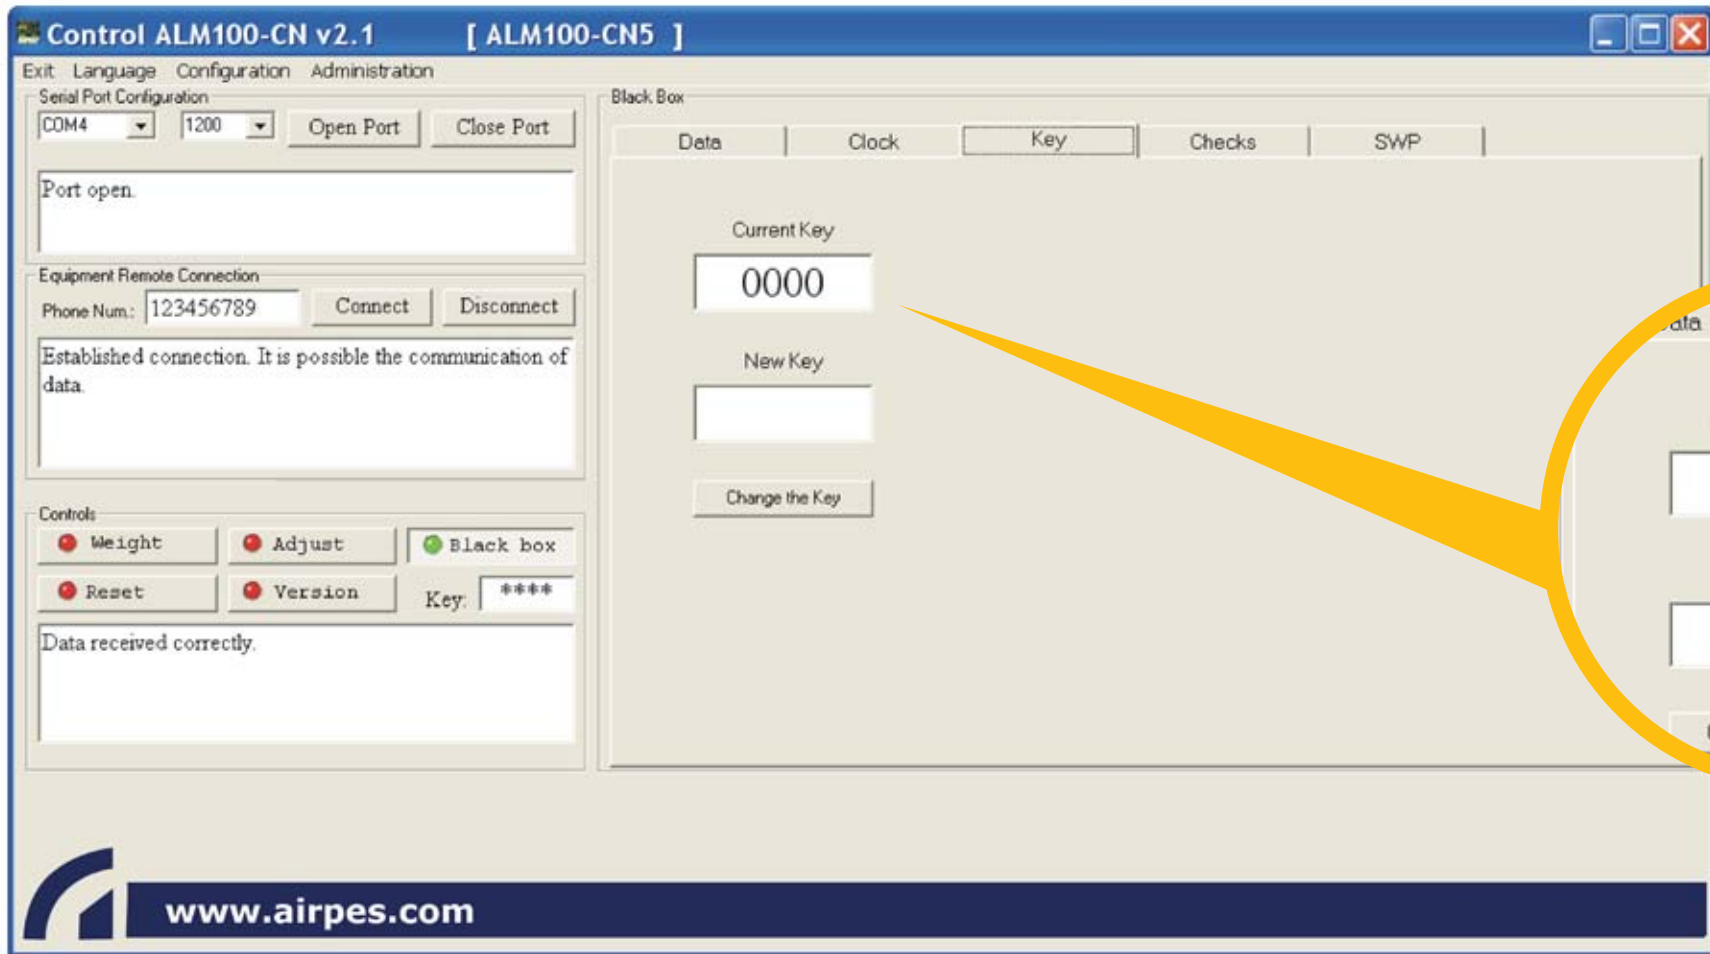 Control ALM100-CN v2.1 [ ALM100-CN5 ]
Exit Language Configuration Administration
Serial Port Configuration
COM4 1200 Open Port Close Port
Port open.
Equipment Remote Connection
Phone Num.: 123456789 Connect Disconnect
Established connection. It is possible the communication of
data.
Controls
Weight Adjust Black box
Reset Version Key: ****
Data received correctly.
Black Box
Data Clock Key Checks SWP
Current Key
0000
New Key
Change the Key
www.airpes.com